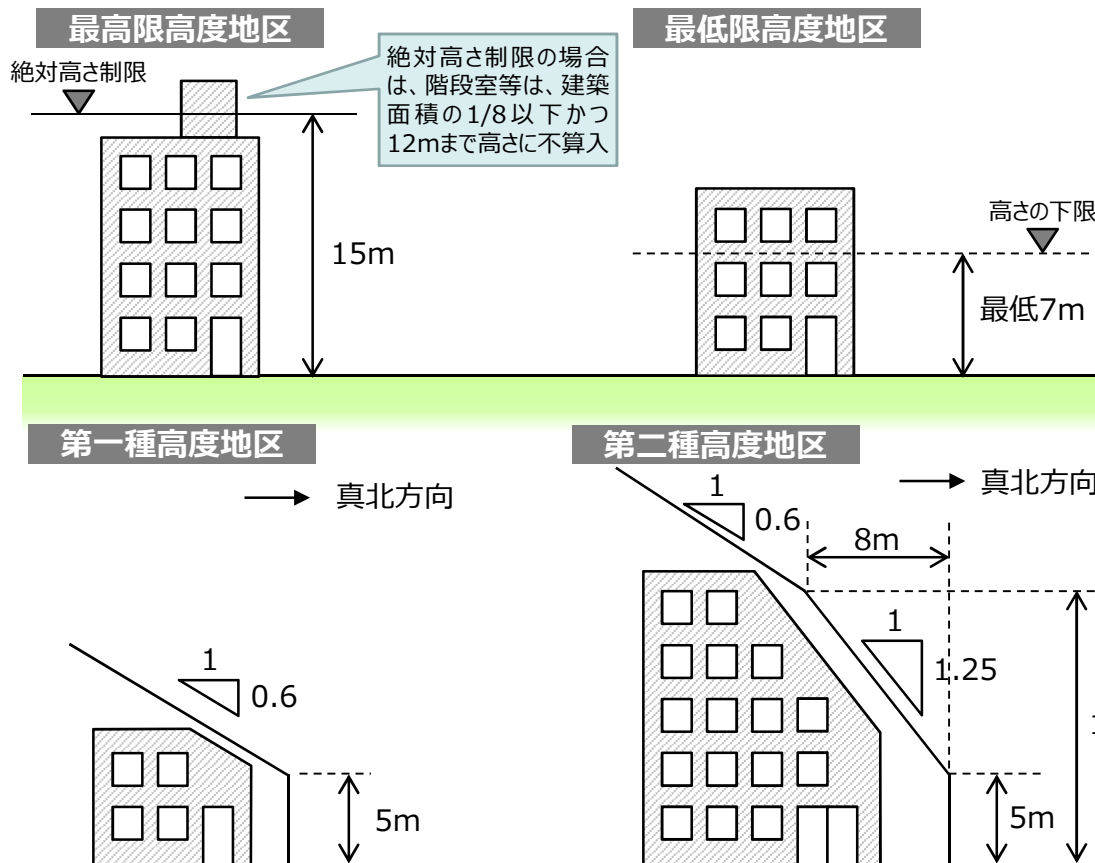 最高限高度地区
絶対高さ制限
絶対高さ制限の場合
は、階段室等は、建築
面積の1/8以下かつ
12mまで高さに不算入
15m
最低限高度地区
高さの下限
最低7m
第一種高度地区
真北方向
1
0.6
5m
第二種高度地区
真北方向
1
0.6
8m
1
1.25
5m